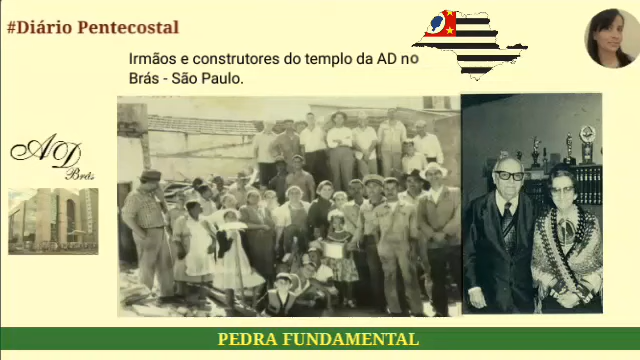 #Diário Pentecostal
Irmãos e construtores do templo da AD no
Brás - São Paulo.
AD
Brás
PEDRA FUNDAMENTAL